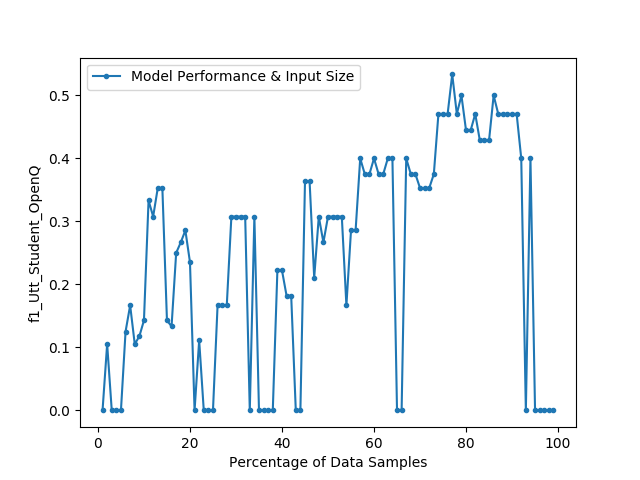 Model Performance & Input Size
f1_Utt_Student_OpenQ
0.5
0.4
0.3
0.2
0.1
0.0
0 20 40 60 80 100
Percentage of Data Samples